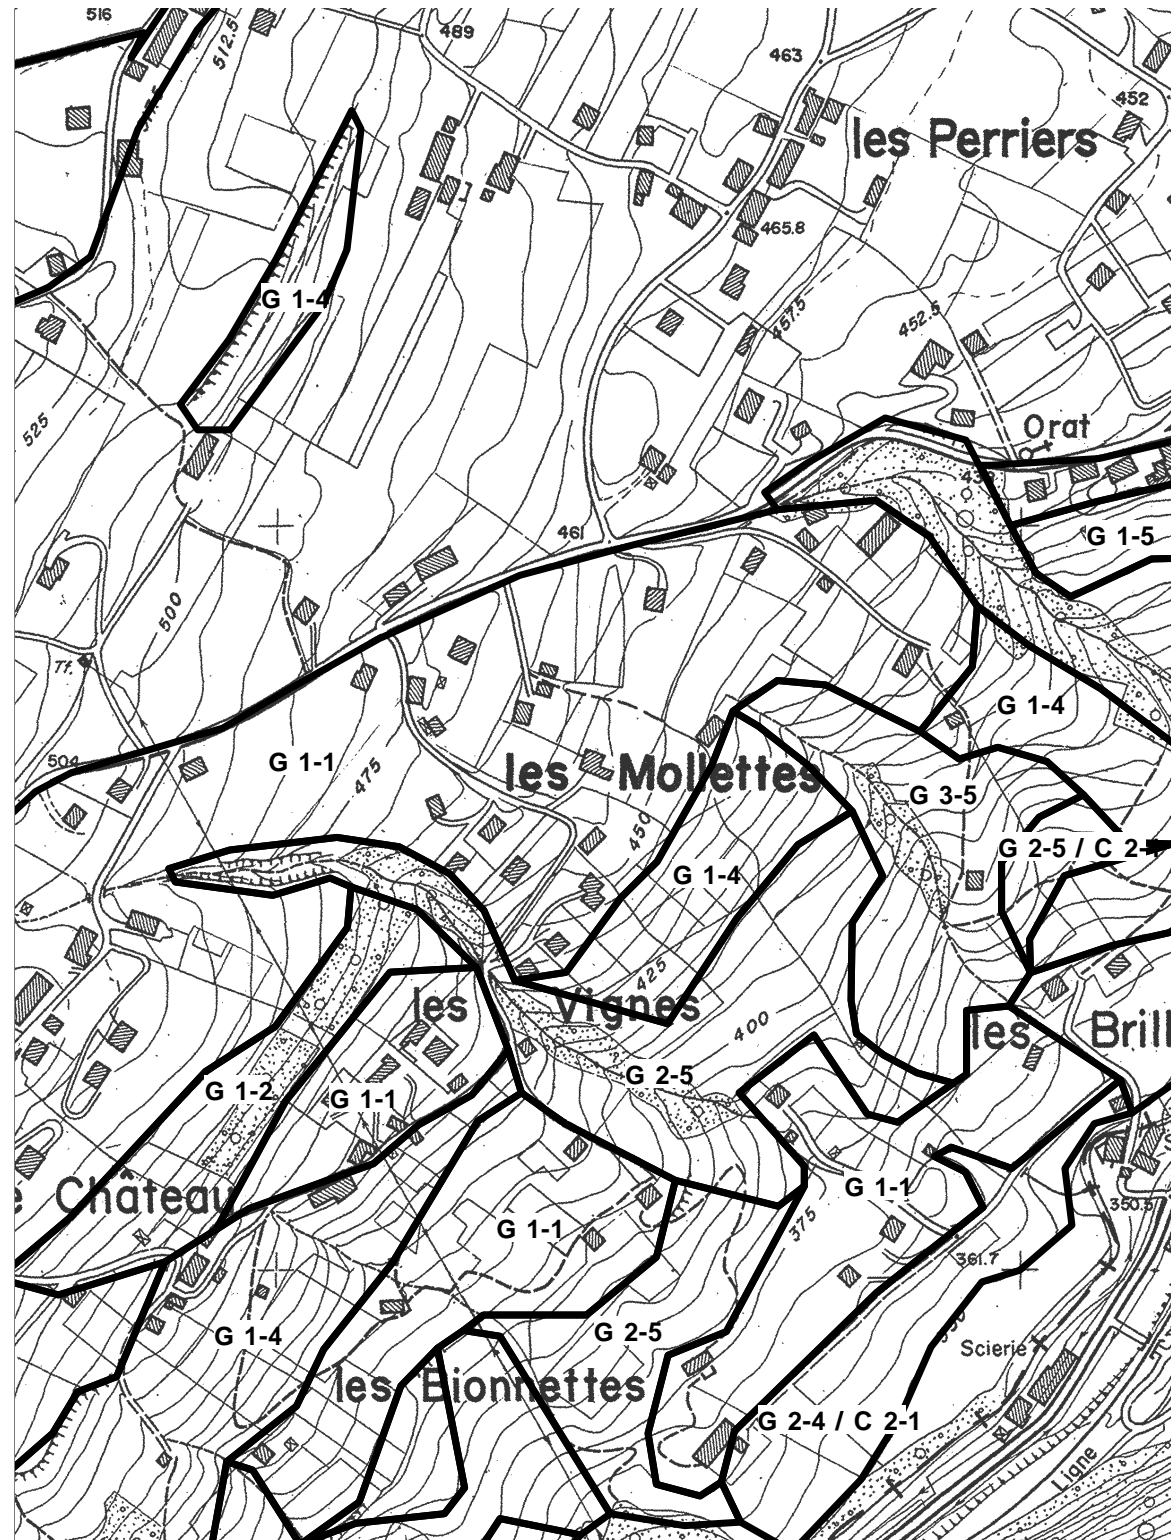 516
489
512.5
463
452
les Perriers
465.8
G 1-4
457.5
452.5
525
Orat
461
G 1-5
500
Tf.
G 1-4
504
G 1-1
475
les Mollettes
G 3-5
450
G 2-5 / C 2-
G 1-4
425
les Vignes
400
les Brill
G 2-5
G 1-2
G 1-1
G 1-1
Château
350.5
G 1-1
375
361.7
G 1-4
G 2-5
Scierie
les Bionnettes
G 2-4 / C 2-1
Ligne